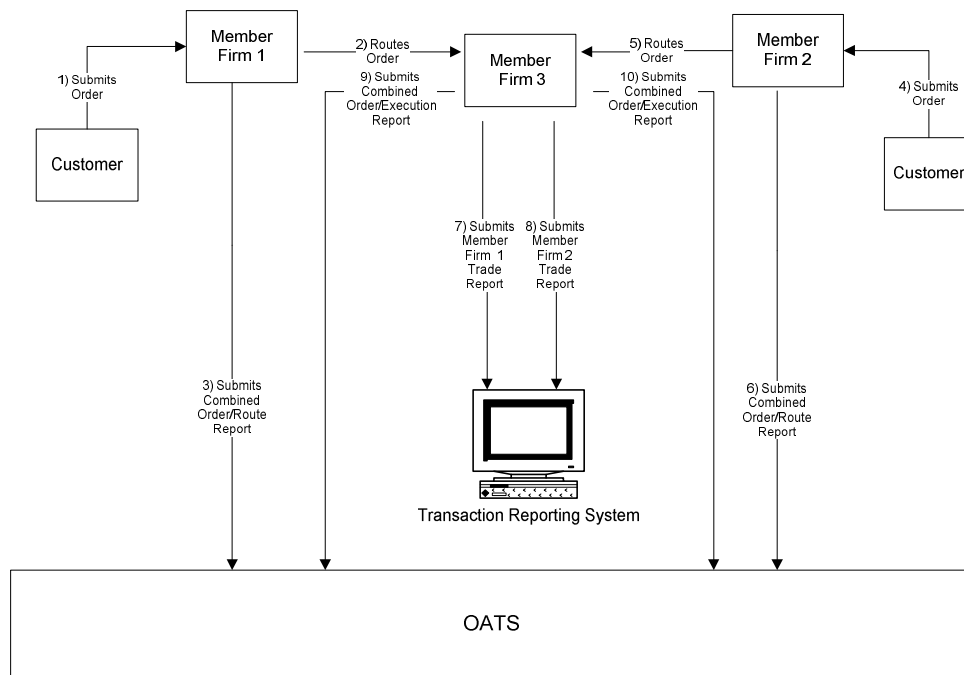 Member
Firm 1
2) Routes
Order
Member
Firm 3
5) Routes
Order
Member
Firm 2
1) Submits
Order
9) Submits
Combined
Order/Execution
Report
10) Submits
Combined
Order/Execution
Report
4) Submits
Order
Customer
Customer
7) Submits
Member
Firm 1
Trade
Report
8) Submits
Member
Firm 2
Trade
Report
3) Submits
Combined
Order/Route
Report
6) Submits
Combined
Order/Route
Report
Transaction Reporting System
OATS